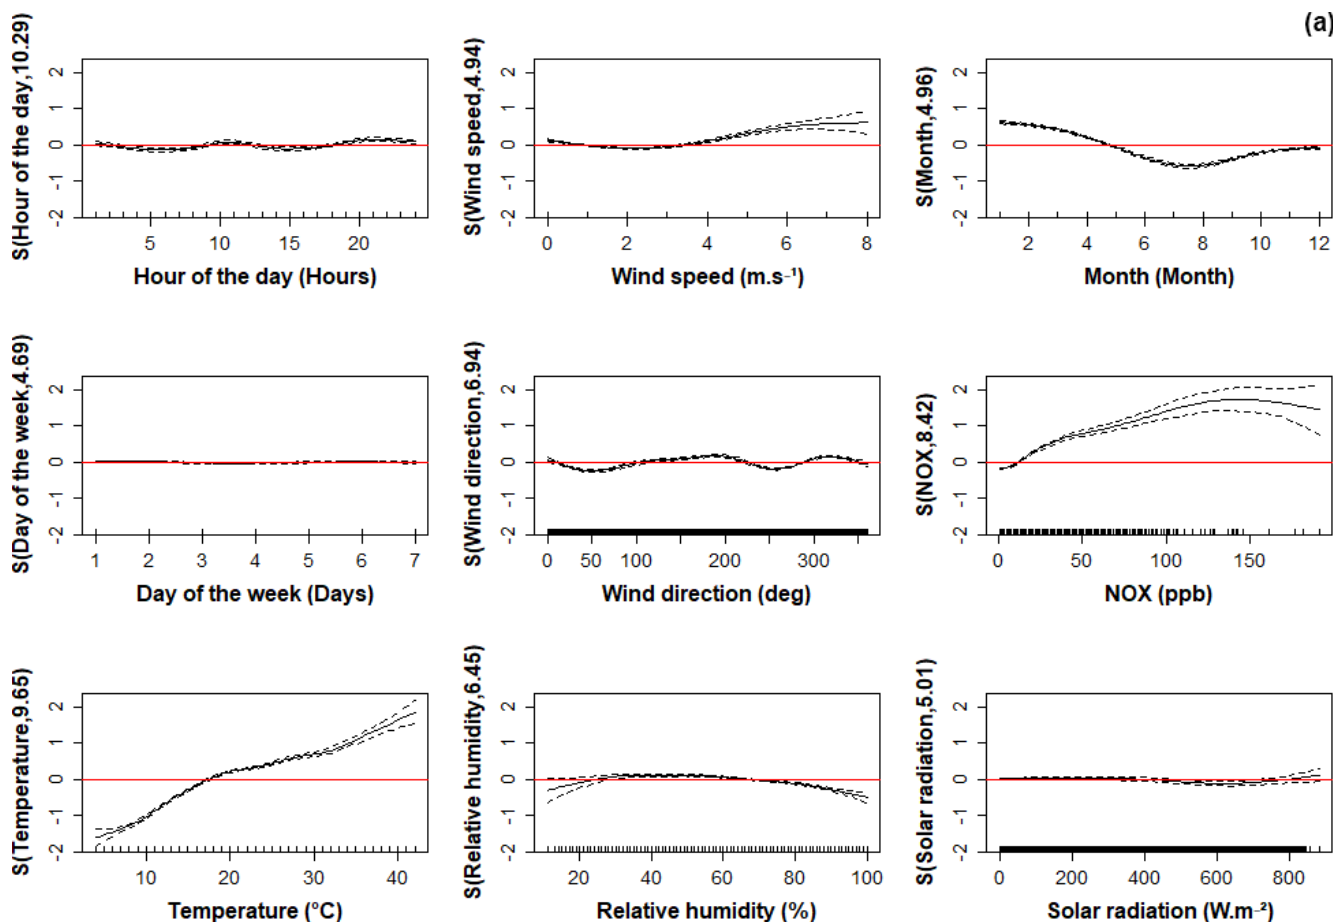 (a)
S(Hour of the day,10.29)
2
1
0
-1
-2
5 10 15 20
Hour of the day (Hours)
S(Wind speed,4.94)
2
1
0
-1
-2
0 2 4 6 8
Wind speed (m.s⁻¹)
S(Month,4.96)
2
1
0
-1
-2
2 4 6 8 10 12
Month (Month)
S(Day of the week,4.69)
2
1
0
-1
-2
1 2 3 4 5 6 7
Day of the week (Days)
S(Wind direction,6.94)
2
1
0
-1
-2
0 50 100 200 300
Wind direction (deg)
S(NOX,8.42)
2
1
0
-1
-2
0 50 100 150
NOX (ppb)
S(Temperature,9.65)
2
1
0
-1
-2
10 20 30 40
Temperature (°C)
S(Relative humidity,6.45)
2
1
0
-1
-2
20 40 60 80 100
Relative humidity (%)
S(Solar radiation,5.01)
2
1
0
-1
-2
0 200 400 600 800
Solar radiation (W.m⁻²)